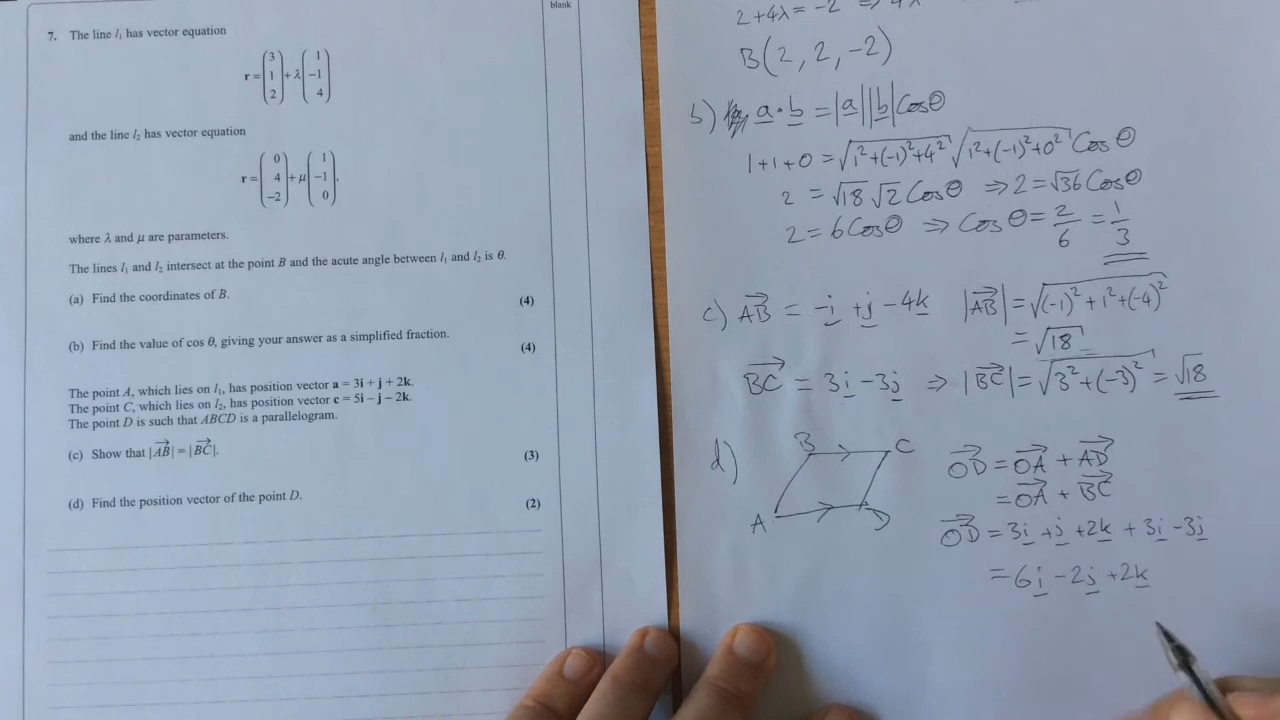 blank
7. The line l₁ has vector equation
r = (3 1 2) + λ (1 −1 4)
and the line l₂ has vector equation
r = (0 4 −2) + μ (1 −1 0),
where λ and μ are parameters.
The lines l₁ and l₂ intersect at the point B and the acute angle between l₁ and l₂ is θ.
(a) Find the coordinates of B.
(4)
(b) Find the value of cos θ, giving your answer as a simplified fraction.
(4)
The point A, which lies on l₁, has position vector a = 3i + j + 2k.
The point C, which lies on l₂, has position vector c = 5i − j − 2k.
The point D is such that ABCD is a parallelogram.
(c) Show that |AB→| = |BC→|.
(3)
(d) Find the position vector of the point D.
(2)
2+4λ = −2 ⇒ 4λ
B(2, 2, −2)
b) a · b = |a||b| Cosθ
1+1+0 = √(1²+(−1)²+4²) √(1²+(−1)²+0²) Cosθ
2 = √18 √2 Cosθ ⇒ 2 = √36 Cosθ
2 = 6Cosθ ⇒ Cosθ = 2/6 = 1/3
c) AB→ = −i + j − 4k |AB→| = √((−1)² + 1² + (−4)²)
= √18
BC→ = 3i − 3j ⇒ |BC→| = √(3² + (−3)²) = √18
d) B C OD→ = OA→ + AD→
= OA→ + BC→
A D
OD→ = 3i + j + 2k + 3i − 3j
= 6i − 2j + 2k